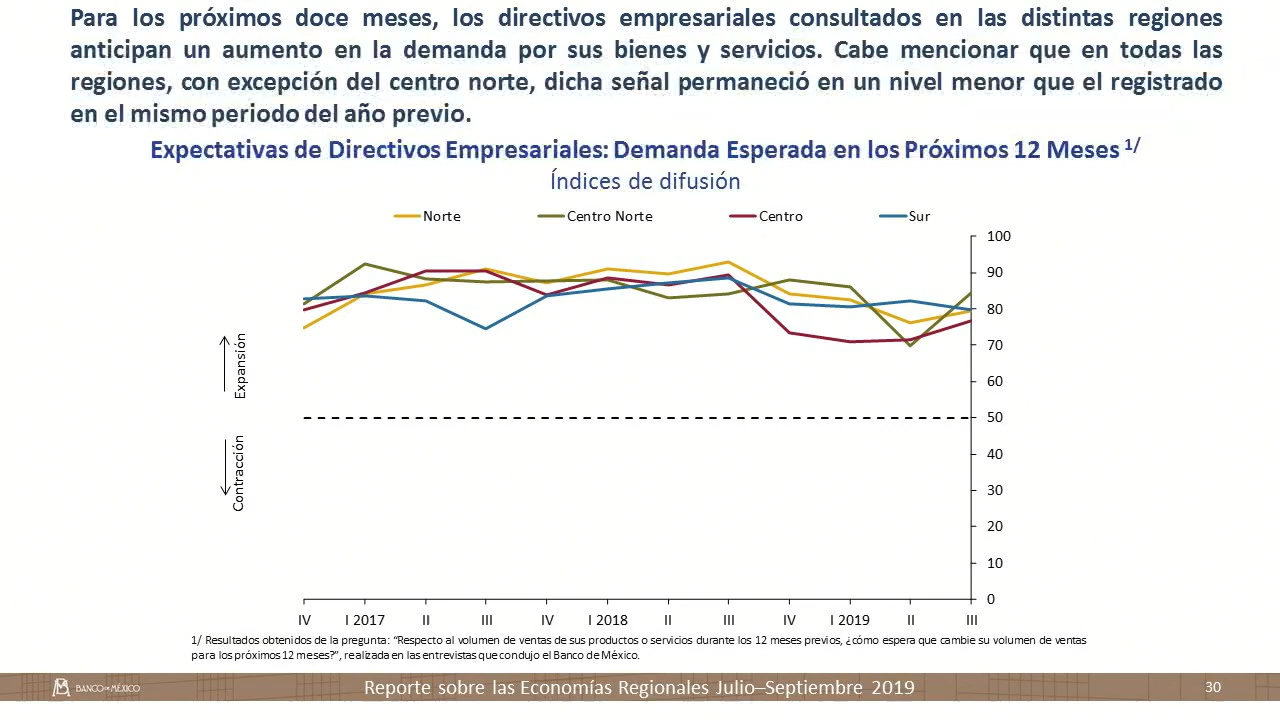 Para los próximos doce meses, los directivos empresariales consultados en las distintas regiones
anticipan un aumento en la demanda por sus bienes y servicios. Cabe mencionar que en todas las
regiones, con excepción del centro norte, dicha señal permaneció en un nivel menor que el registrado
en el mismo periodo del año previo.
Expectativas de Directivos Empresariales: Demanda Esperada en los Próximos 12 Meses 1/
Índices de difusión
Norte Centro Norte Centro Sur
100
90
80
70
60
50
40
30
20
10
0
Expansión
Contracción
IV I 2017 II III IV I 2018 II III IV I 2019 II III
1/ Resultados obtenidos de la pregunta: “Respecto al volumen de ventas de sus productos o servicios durante los 12 meses previos, ¿cómo espera que cambie su volumen de ventas
para los próximos 12 meses?”, realizada en las entrevistas que condujo el Banco de México.
BANCO DE MÉXICO
Reporte sobre las Economías Regionales Julio–Septiembre 2019
30